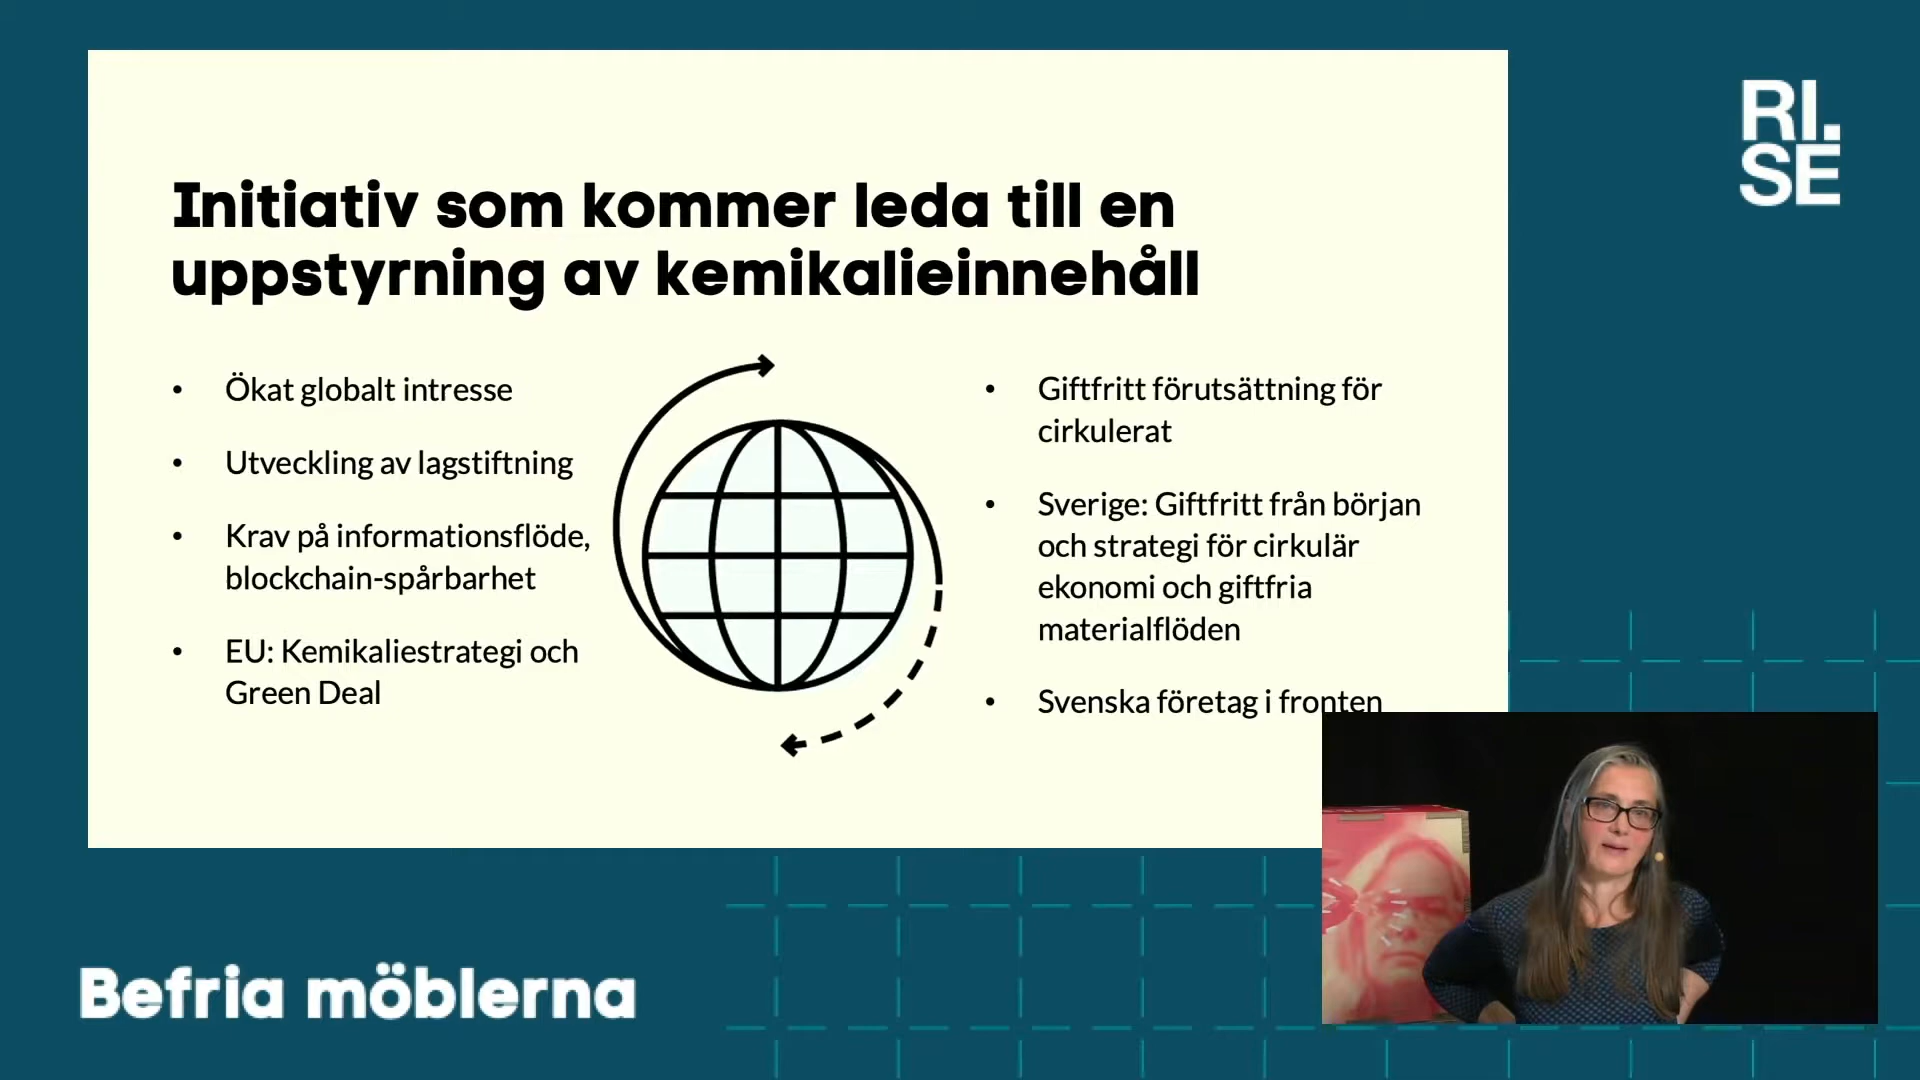 RI.
SE
Initiativ som kommer leda till en
uppstyrning av kemikalieinnehåll
• Ökat globalt intresse
• Utveckling av lagstiftning
• Krav på informationsflöde,
blockchain-spårbarhet
• EU: Kemikaliestrategi och
Green Deal
• Giftfritt förutsättning för
cirkulerat
• Sverige: Giftfritt från början
och strategi för cirkulär
ekonomi och giftfria
materialflöden
• Svenska företag i fronten
Befria möblerna